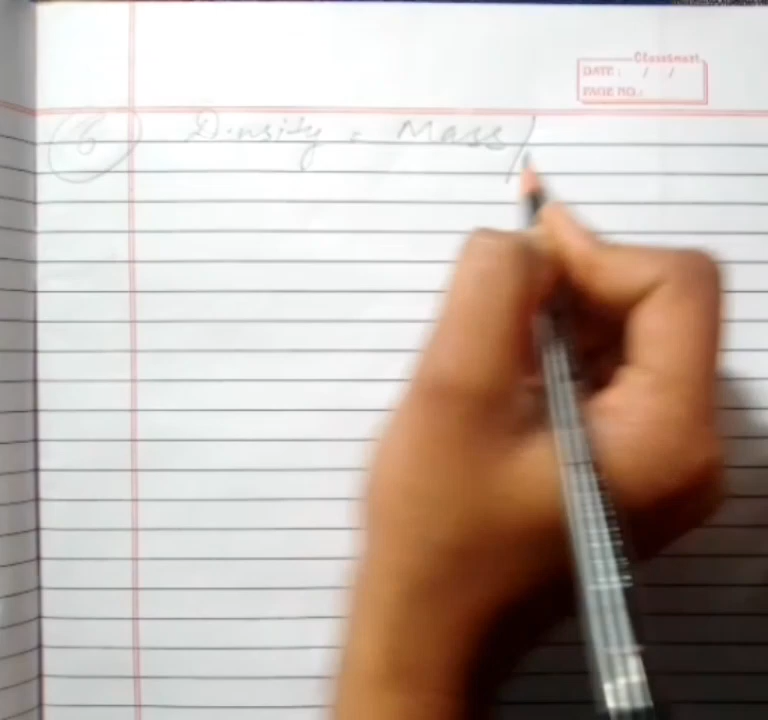 Classmate
DATE: / /
PAGE NO.:
6 Density = Mass/